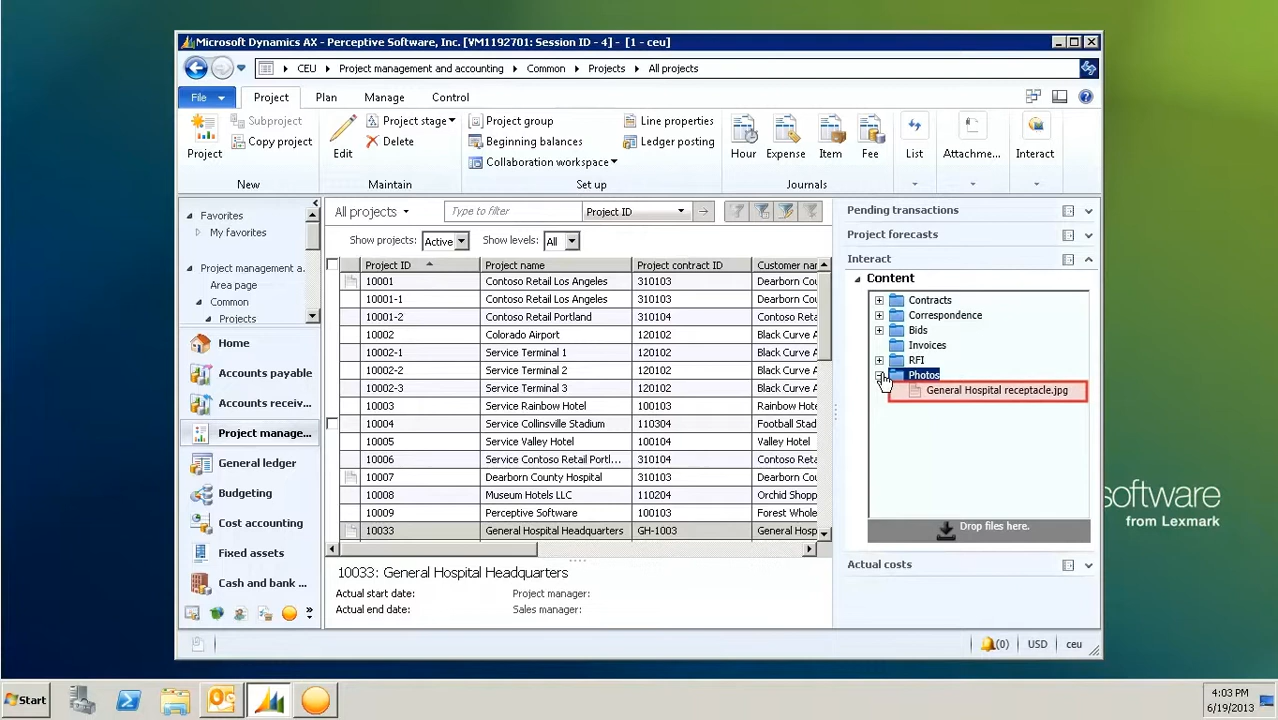 Microsoft Dynamics AX - Perceptive Software, Inc. [VM1192701: Session ID - 4] - [1 - ceu]
CEU Project management and accounting Common Projects All projects
File Project Plan Manage Control
Project
Subproject
Copy project
New
Edit
Project stage
Delete
Maintain
Project group
Beginning balances
Collaboration workspace
Line properties
Ledger posting
Set up
Hour Expense Item Fee
Journals
List
Attachme...
Interact
Favorites
My favorites
Project management a.
Area page
Common
Projects
Home
Accounts payable
Accounts receiv...
Project manage...
General ledger
Budgeting
Cost accounting
Fixed assets
Cash and bank ...
All projects Type to filter Project ID
Show projects: Active Show levels: All
Project ID Project name Project contract ID Customer nam
10001 Contoso Retail Los Angeles 310103 Dearborn Cou
10001-1 Contoso Retail Los Angeles 310103 Dearborn Cou
10001-2 Contoso Retail Portland 310104 Dearborn Cou
10002 Colorado Airport 120102 Black Curve A
10002-1 Service Terminal 1 120102 Black Curve A
10002-2 Service Terminal 2 120102 Black Curve A
10002-3 Service Terminal 3 120102 Black Curve A
10003 Service Rainbow Hotel 100103 Rainbow Hote
10004 Service Collinsville Stadium 110304 Football Stad
10005 Service Valley Hotel 100104 Valley Hotel
10006 Service Contoso Retail Portl... 310104 Dearborn Cou
10007 Dearborn County Hospital 310103 Dearborn Cou
10008 Museum Hotels LLC 110204 Orchid Shopp
10009 Perceptive Software 100103 Forest Whole
10033 General Hospital Headquarters GH-1003 General Hosp
10033: General Hospital Headquarters
Actual start date: Project manager:
Actual end date: Sales manager:
Pending transactions
Project forecasts
Interact
Content
Contracts
Correspondence
Bids
Invoices
RFI
Photos
General Hospital receptacle.jpg
Drop files here.
Actual costs
(0) USD ceu
software
from Lexmark
Start
4:03 PM
6/19/2013